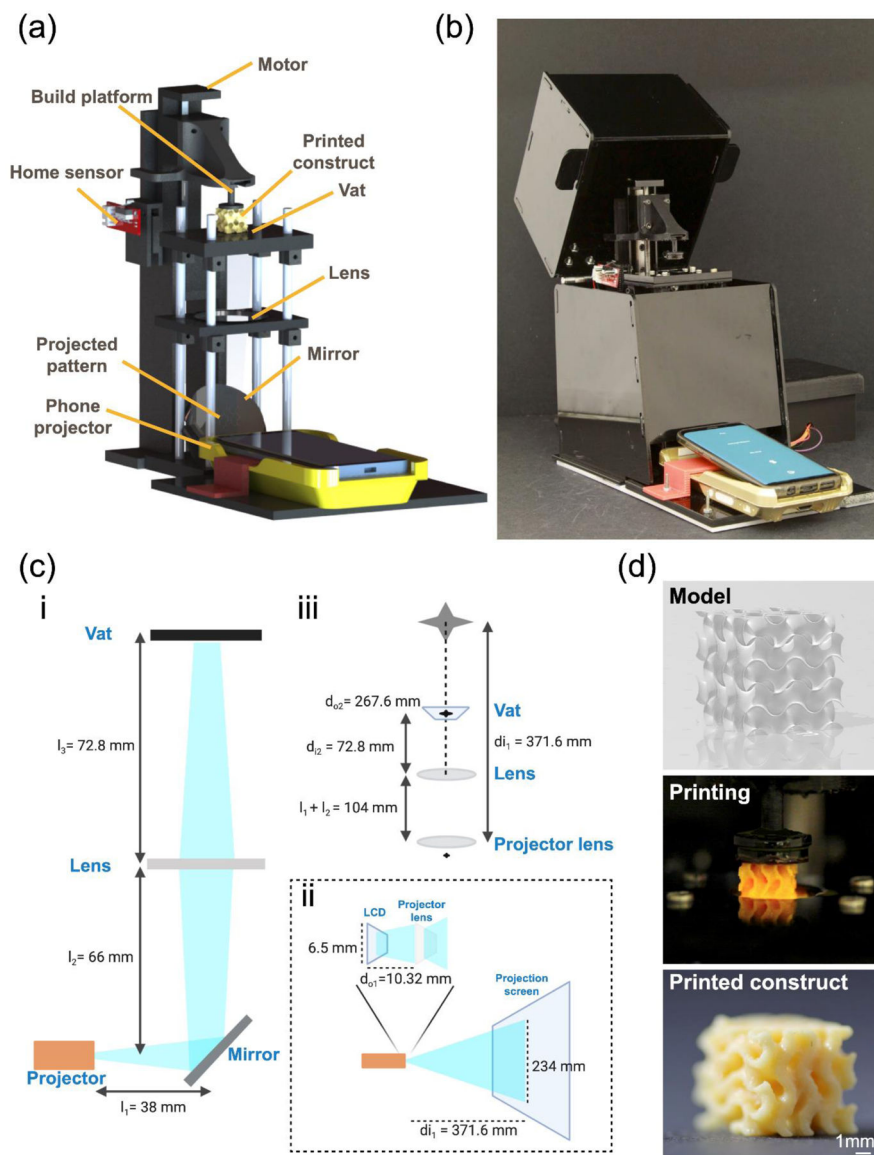 (a)
Motor
Build platform
Printed
construct
Home sensor
Vat
Lens
Projected
pattern
Mirror
Phone
projector
(b)
(c)
i
Vat
l₃= 72.8 mm
Lens
l₂= 66 mm
Projector
Mirror
l₁= 38 mm
iii
dₒ₂= 267.6 mm
Vat
dᵢ₂= 72.8 mm
di₁ = 371.6 mm
Lens
l₁ + l₂= 104 mm
Projector lens
ii
LCD
Projector
lens
6.5 mm
dₒ₁=10.32 mm
Projection
screen
234 mm
di₁ = 371.6 mm
(d)
Model
Printing
Printed construct
1mm